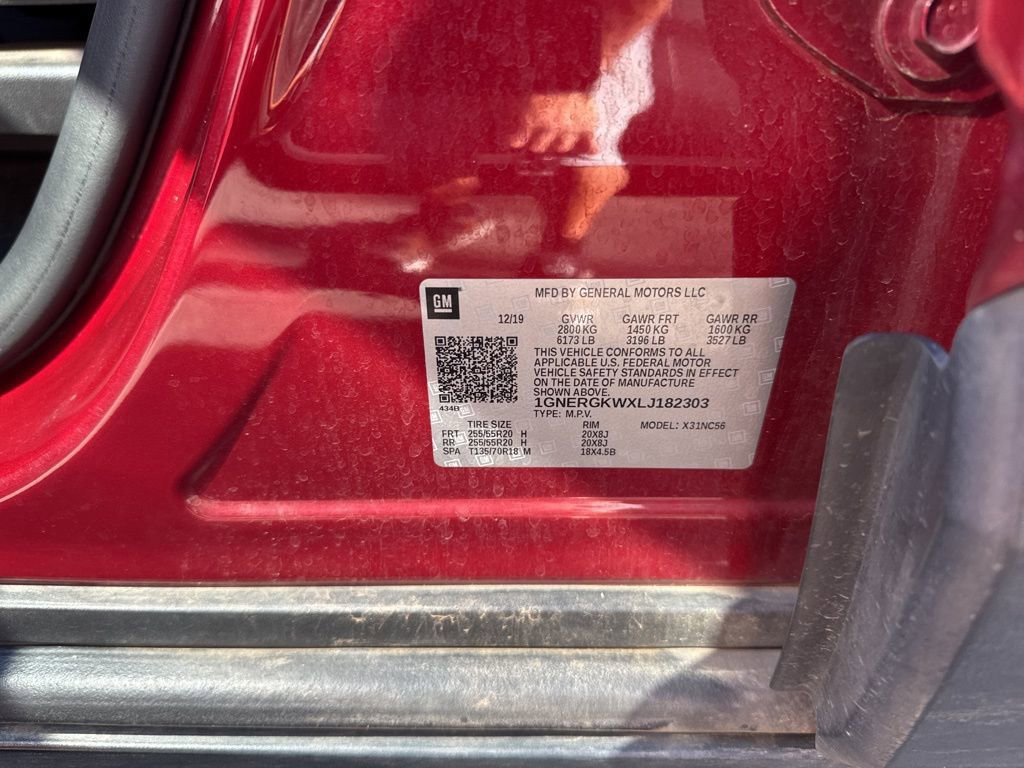 GM
MFD BY GENERAL MOTORS LLC
12/19 GVWR GAWR FRT GAWR RR
2800 KG 1450 KG 1600 KG
6173 LB 3196 LB 3527 LB
THIS VEHICLE CONFORMS TO ALL
APPLICABLE U.S. FEDERAL MOTOR
VEHICLE SAFETY STANDARDS IN EFFECT
ON THE DATE OF MANUFACTURE
SHOWN ABOVE.
434B
1GNERGKWXLJ182303
TYPE: M.P.V.
TIRE SIZE RIM MODEL: X31NC56
FRT 255/55R20 H 20X8J
RR 255/55R20 H 20X8J
SPA T135/70R18 M 18X4.5B